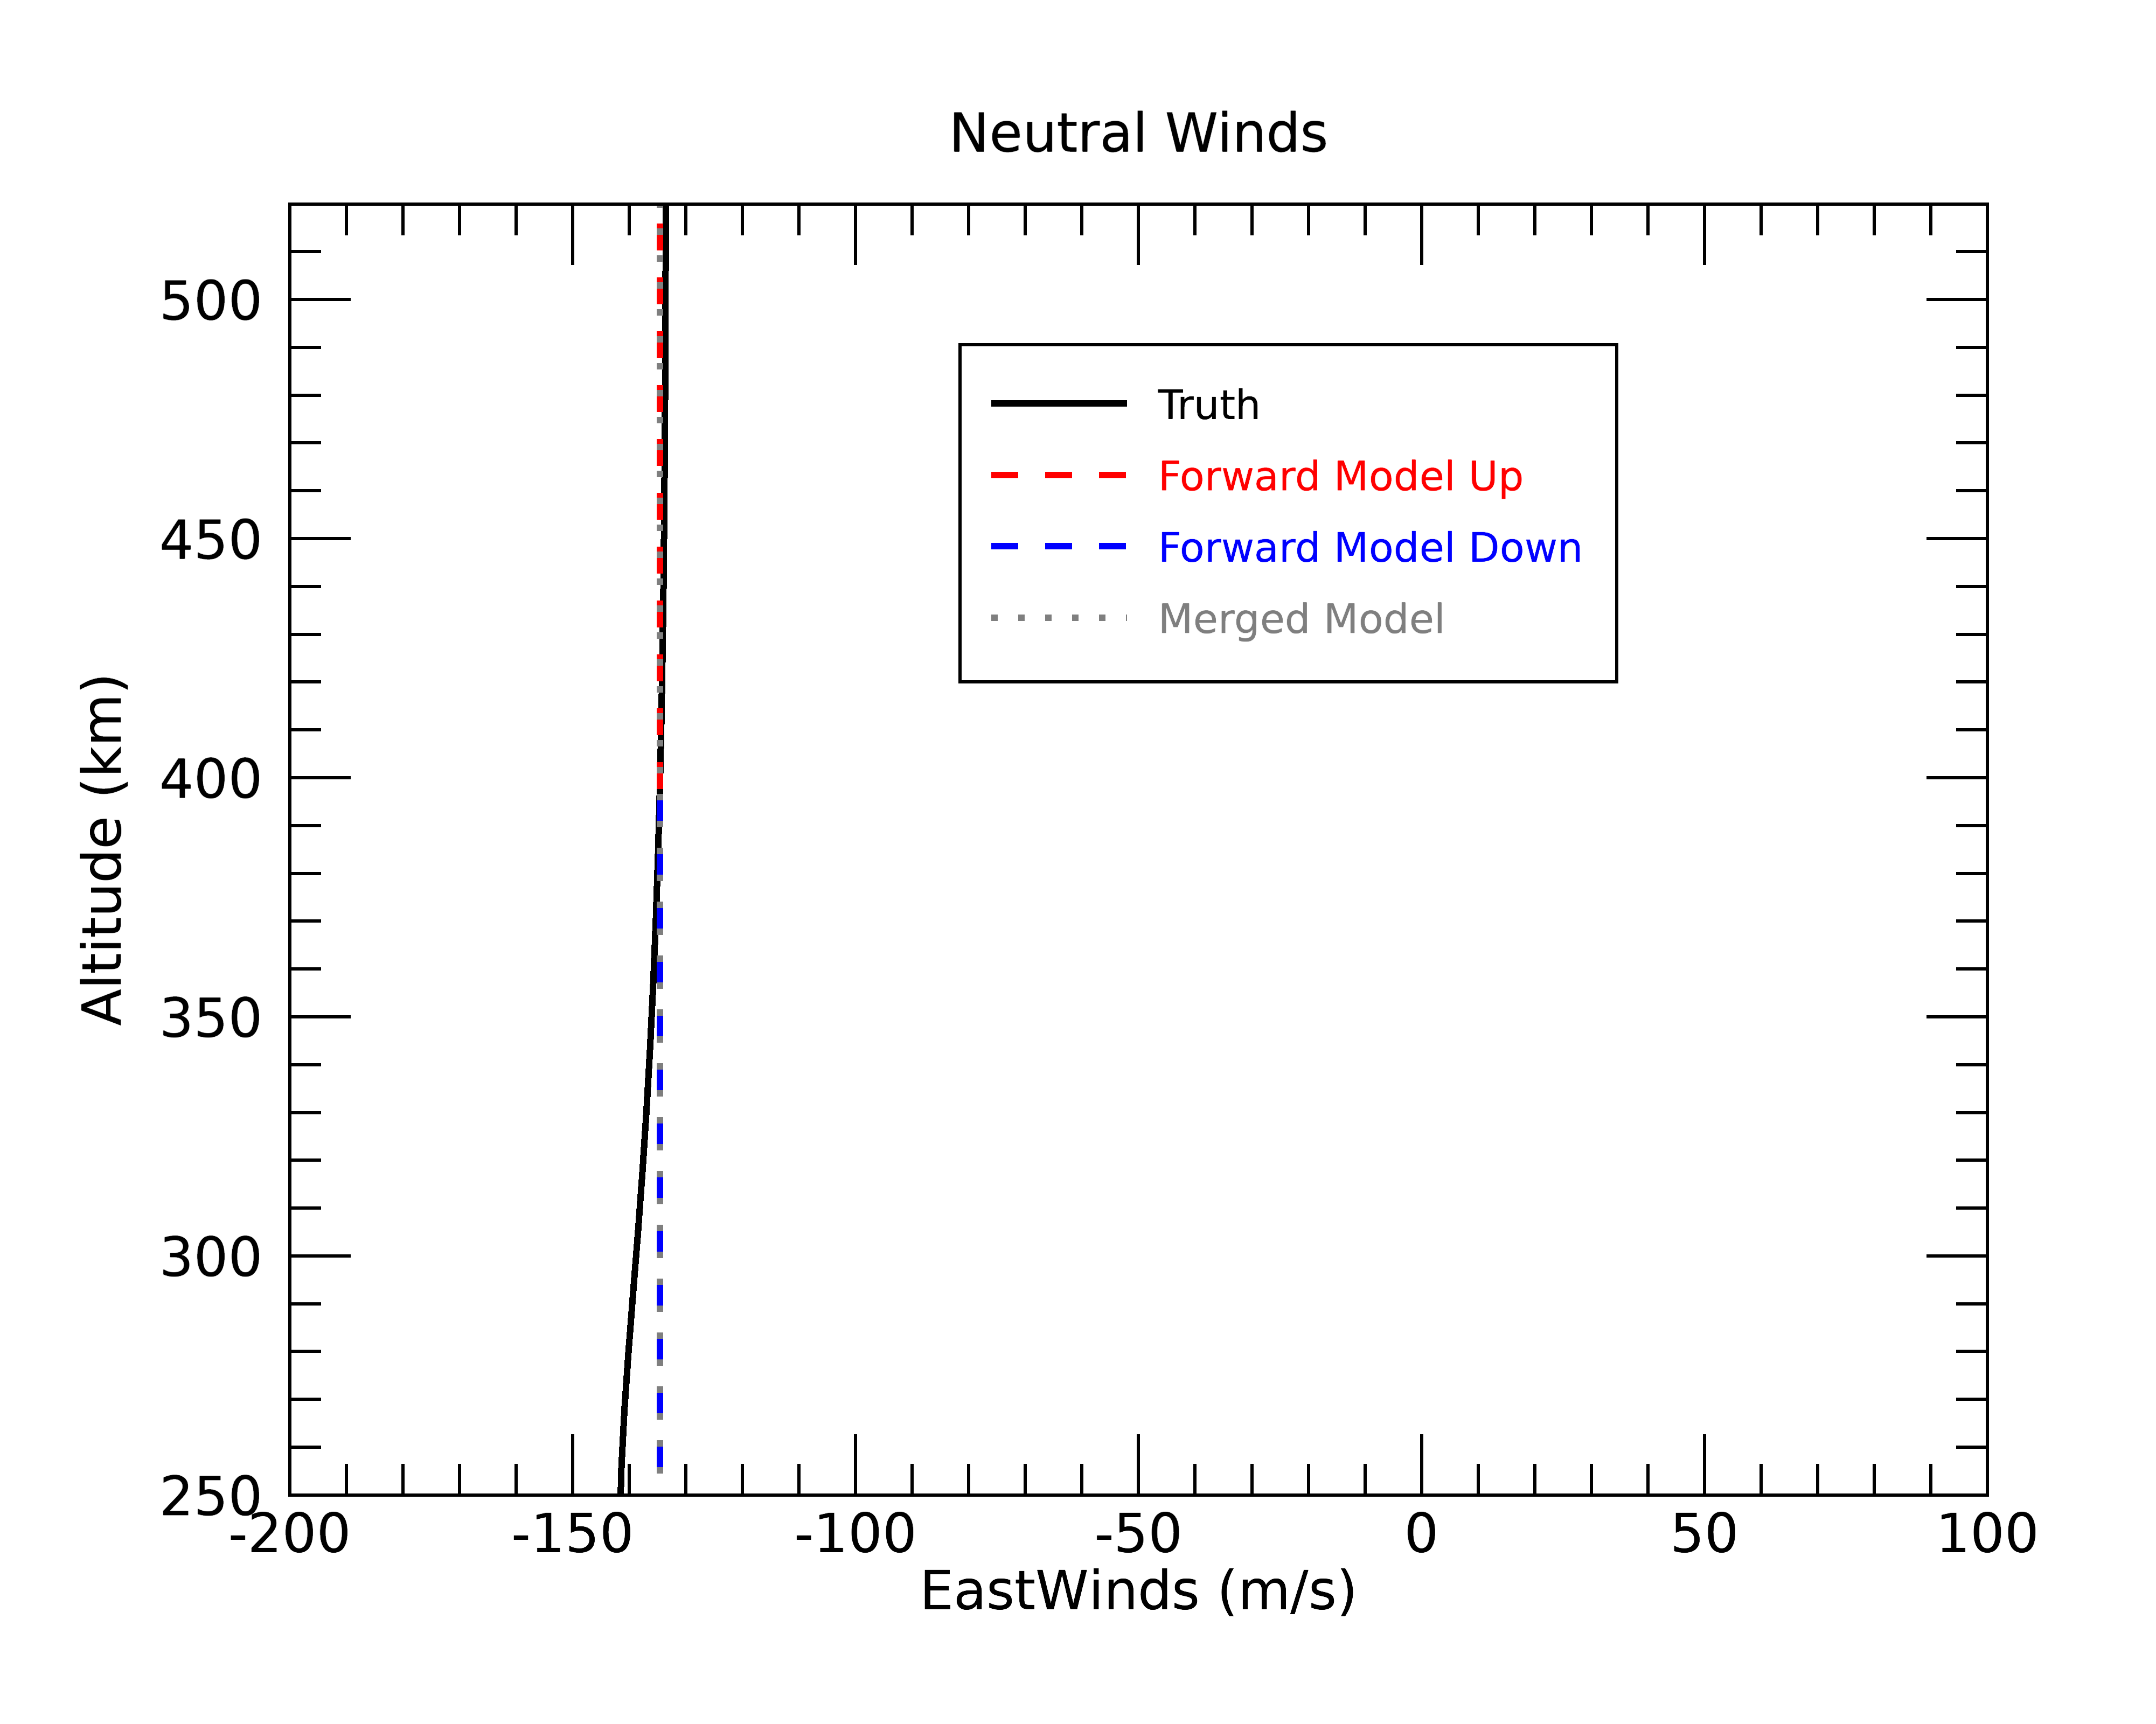 Neutral Winds
500
450
400
350
300
250
Altitude (km)
Truth
Forward Model Up
Forward Model Down
Merged Model
-200 -150 -100 -50 0 50 100
EastWinds (m/s)